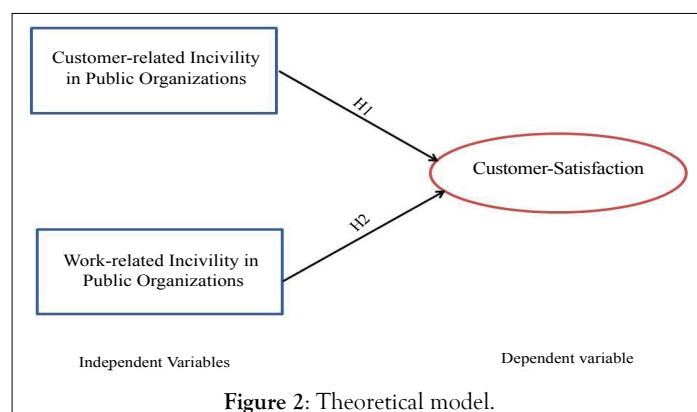 Customer-related Incivility
in Public Organizations
H1
Customer-Satisfaction
H2
Work-related Incivility in
Public Organizations
Independent Variables
Dependent variable
Figure 2: Theoretical model.